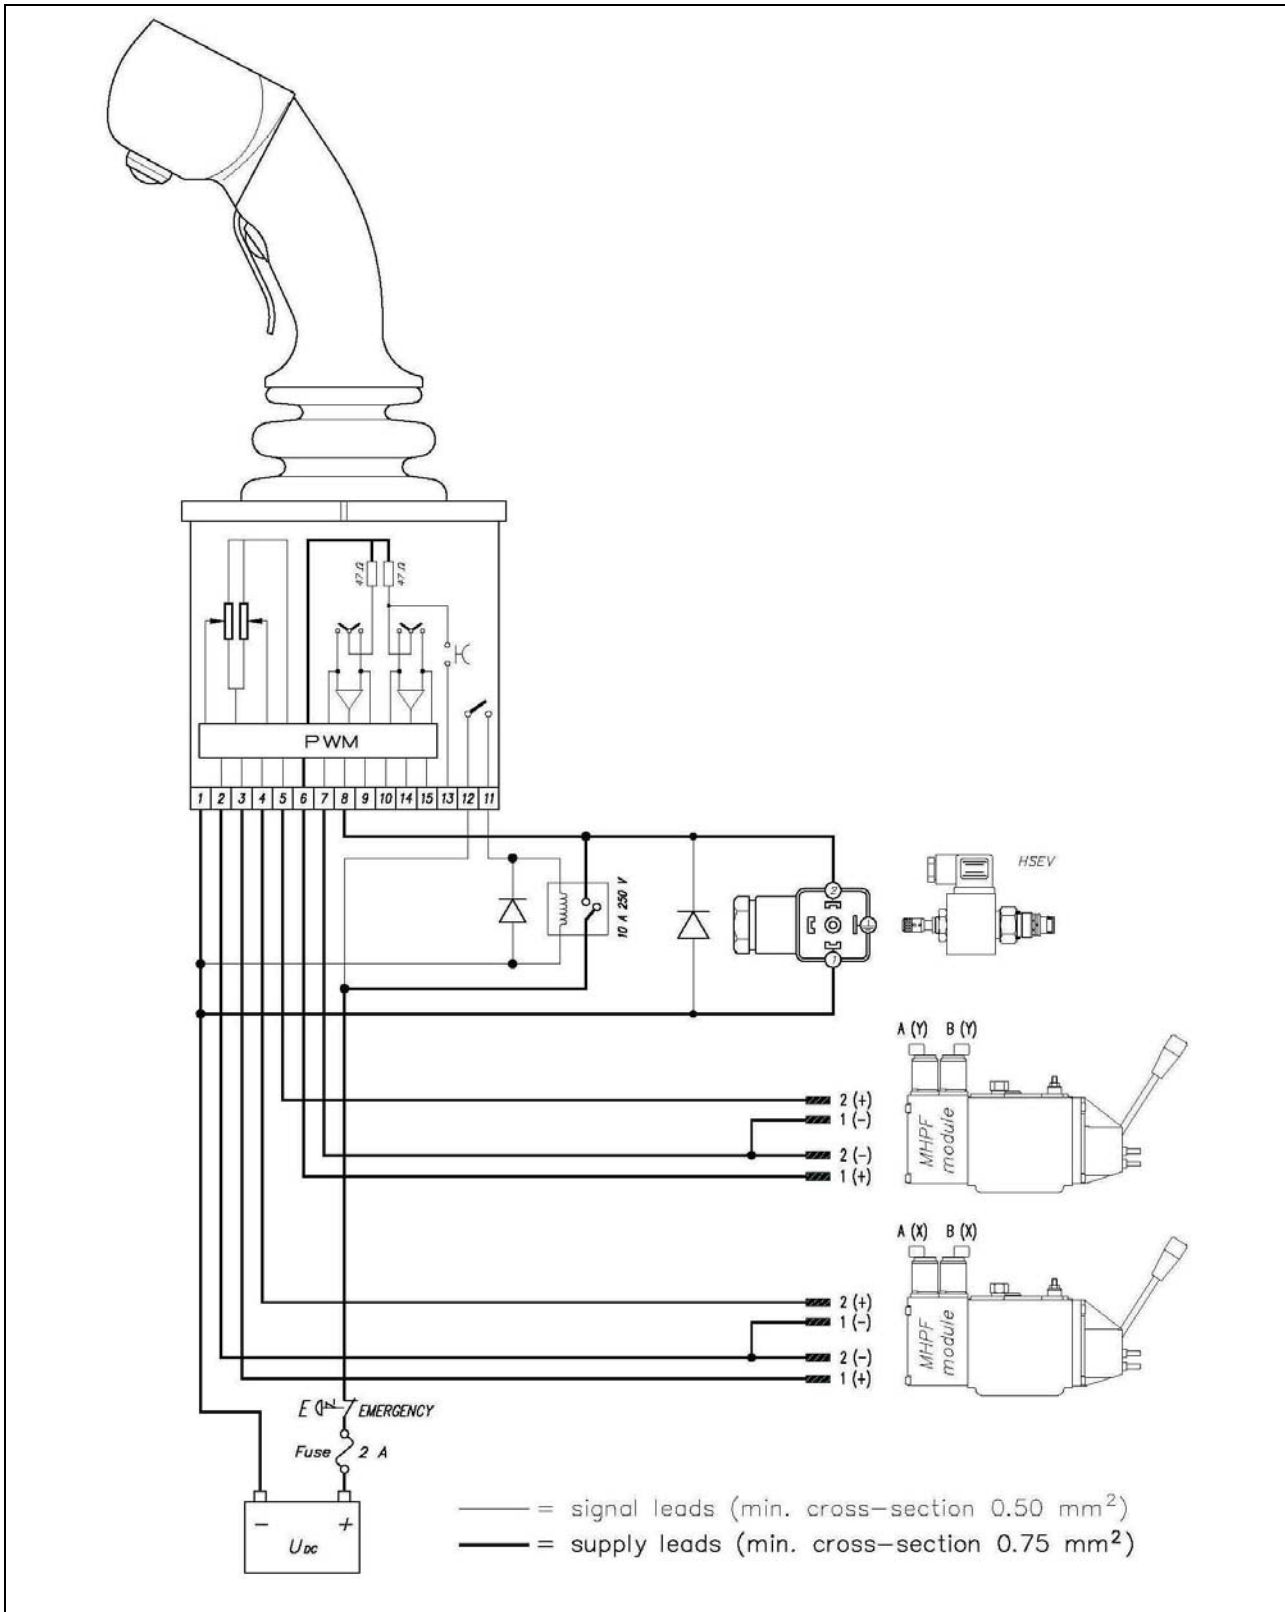 47 Ω 47 Ω
PWM
1 2 3 4 5 6 7 8 9 10 14 15 13 12 11
10 A 250 V
2
1
HSEV
A (Y) B (Y)
MHPF
module
2 (+)
1 (-)
2 (-)
1 (+)
A (X) B (X)
MHPF
module
2 (+)
1 (-)
2 (-)
1 (+)
E EMERGENCY
Fuse 2 A
- +
UDC
= signal leads (min. cross-section 0.50 mm²)
= supply leads (min. cross-section 0.75 mm²)